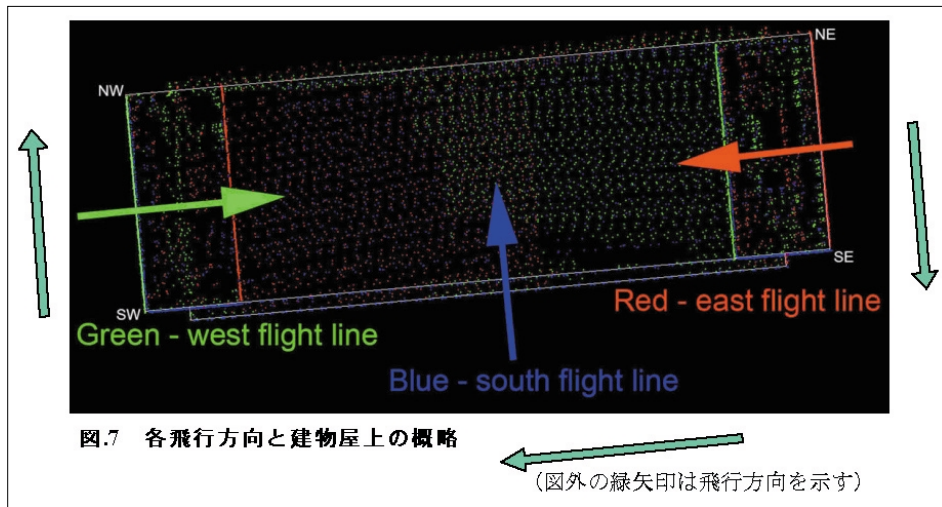 NE
NW
SE
SW
Red - east flight line
Green - west flight line
Blue - south flight line
図.7 各飛行方向と建物屋上の概略
(図外の緑矢印は飛行方向を示す)